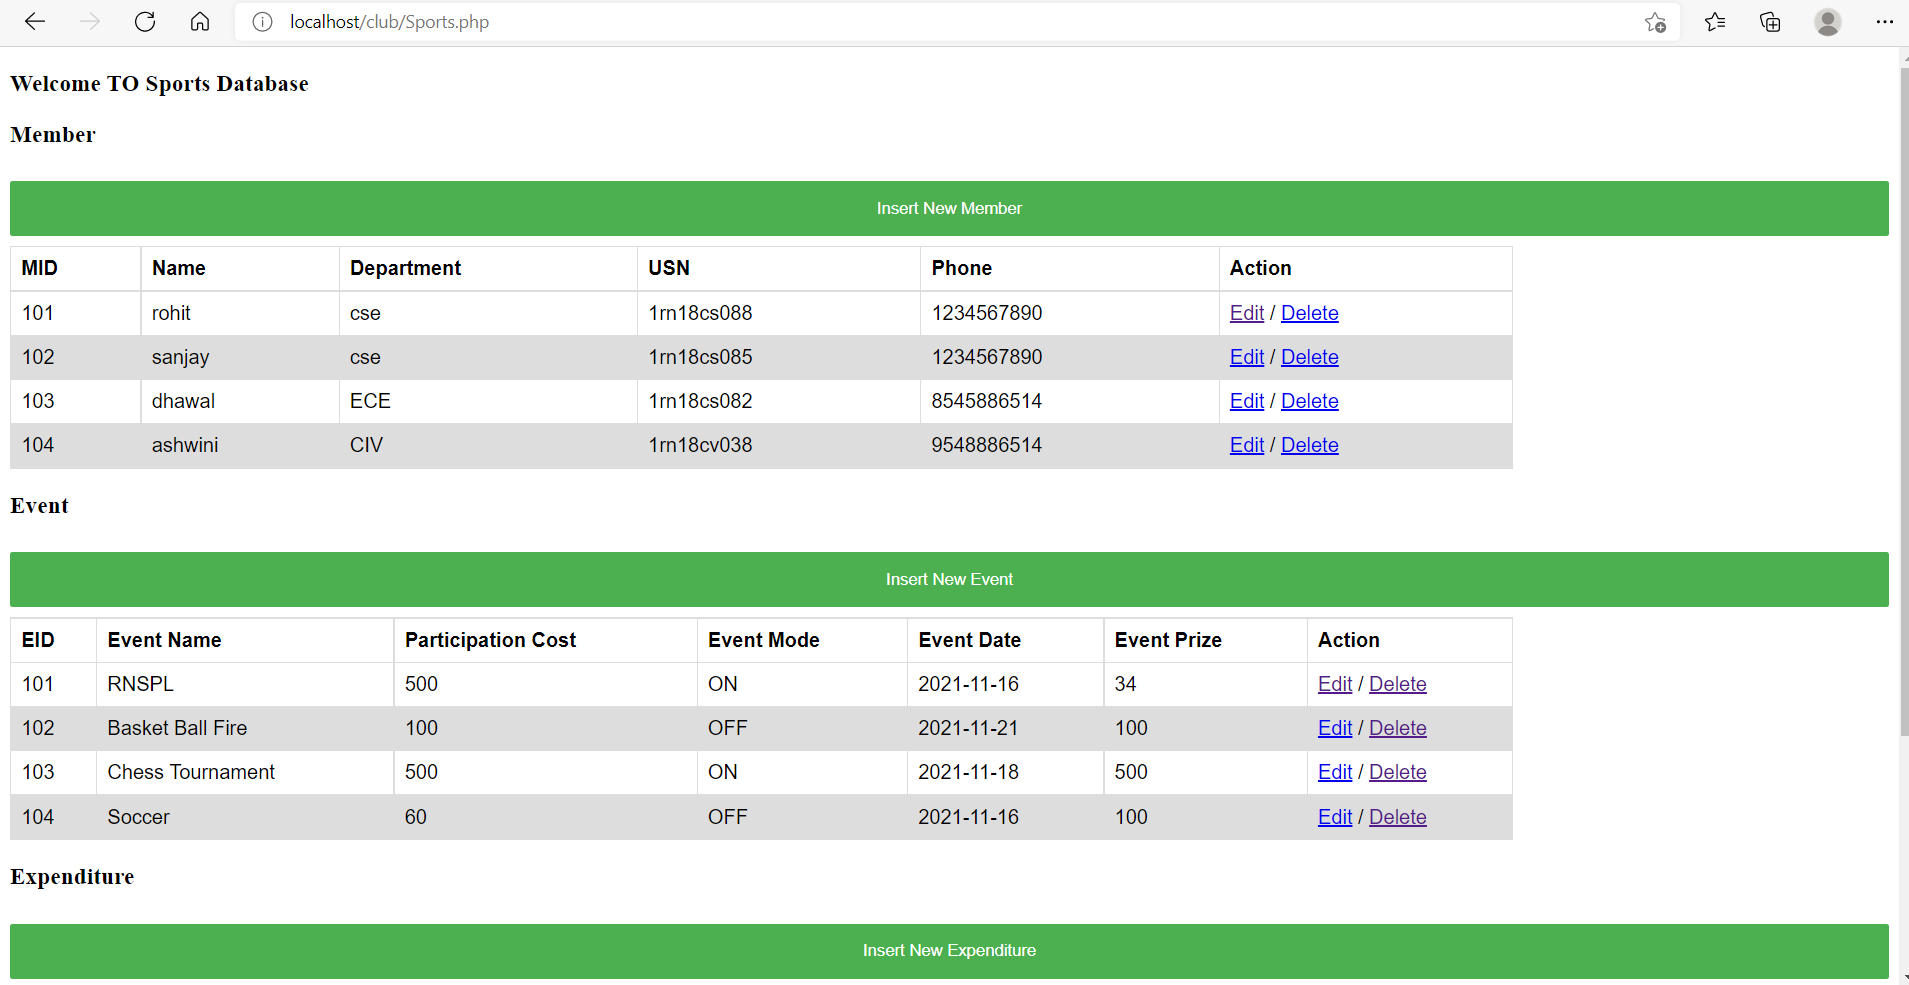 localhost/club/Sports.php
Welcome TO Sports Database
Member
Insert New Member
MID Name Department USN Phone Action
101 rohit cse 1rn18cs088 1234567890 Edit / Delete
102 sanjay cse 1rn18cs085 1234567890 Edit / Delete
103 dhawal ECE 1rn18cs082 8545886514 Edit / Delete
104 ashwini CIV 1rn18cv038 9548886514 Edit / Delete
Event
Insert New Event
EID Event Name Participation Cost Event Mode Event Date Event Prize Action
101 RNSPL 500 ON 2021-11-16 34 Edit / Delete
102 Basket Ball Fire 100 OFF 2021-11-21 100 Edit / Delete
103 Chess Tournament 500 ON 2021-11-18 500 Edit / Delete
104 Soccer 60 OFF 2021-11-16 100 Edit / Delete
Expenditure
Insert New Expenditure